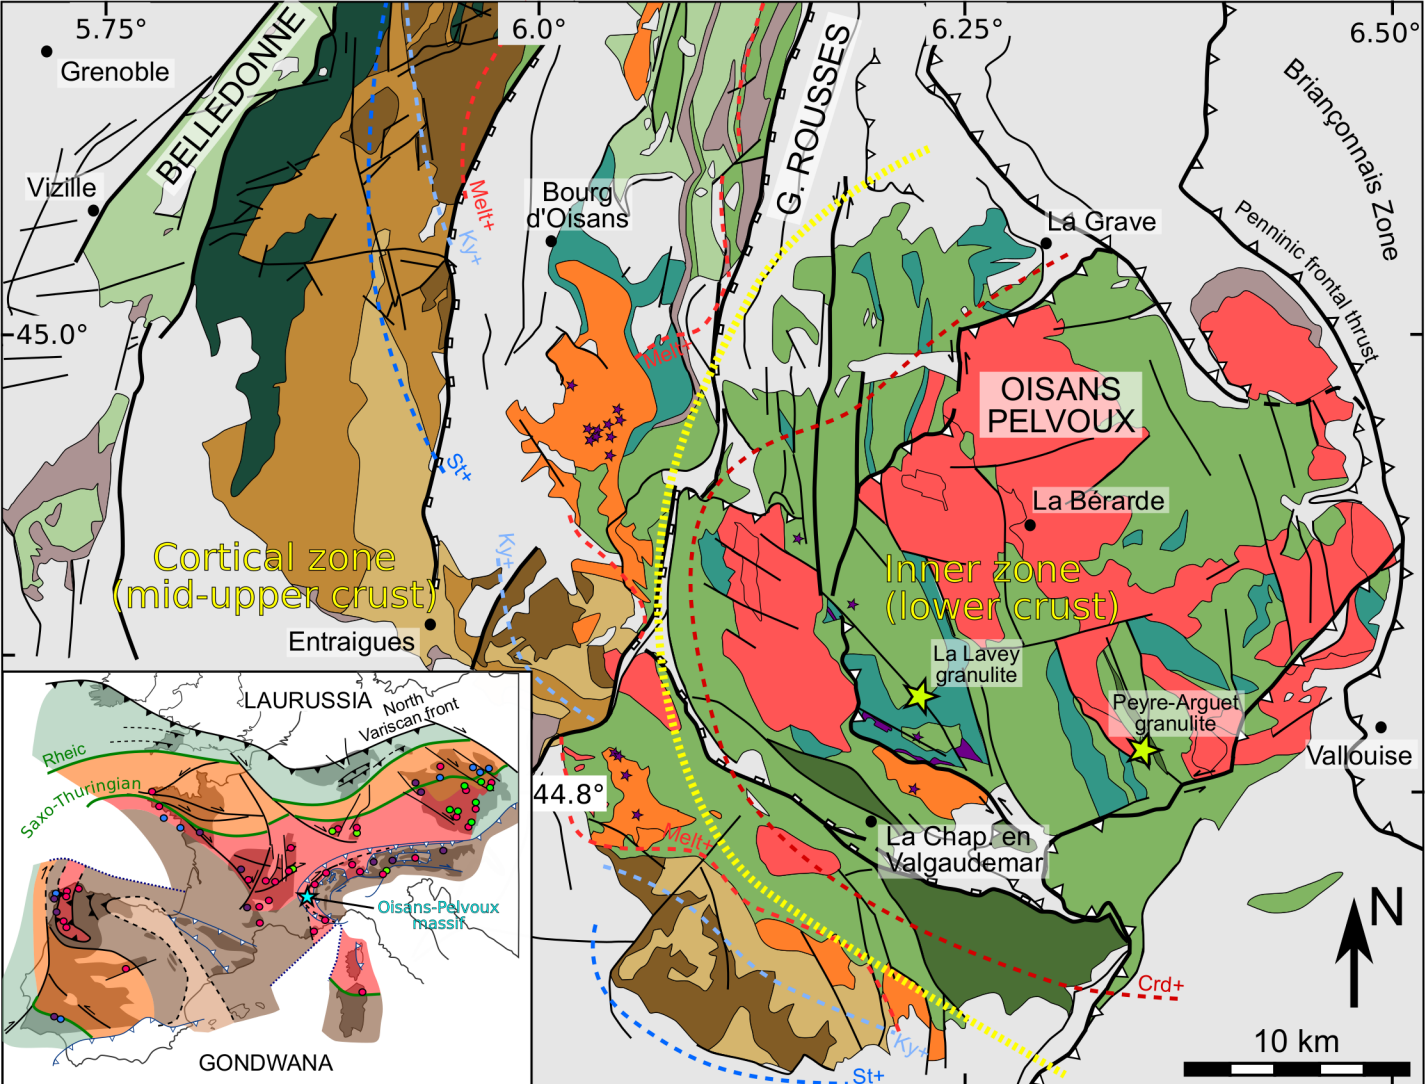 5.75°
6.0°
6.25°
6.50°
Grenoble
BELLEDONNE
G. ROUSSES
Briançonnais Zone
Vizille
Bourg
d'Oisans
La Grave
Penninic frontal thrust
Melt+
Ky+
45.0°
Melt+
OISANS
PELVOUX
St+
La Bérarde
Ky+
Cortical zone
(mid-upper crust)
Inner zone
(lower crust)
Entraigues
La Lavey
granulite
Peyre-Arguet
granulite
Vallouise
44.8°
La Chap. en
Valgaudemar
Melt+
N
Crd+
Ky+
St+
10 km
LAURUSSIA
North
Variscan front
Rheic
Saxo-Thuringian
Oisans-Pelvoux
massif
GONDWANA